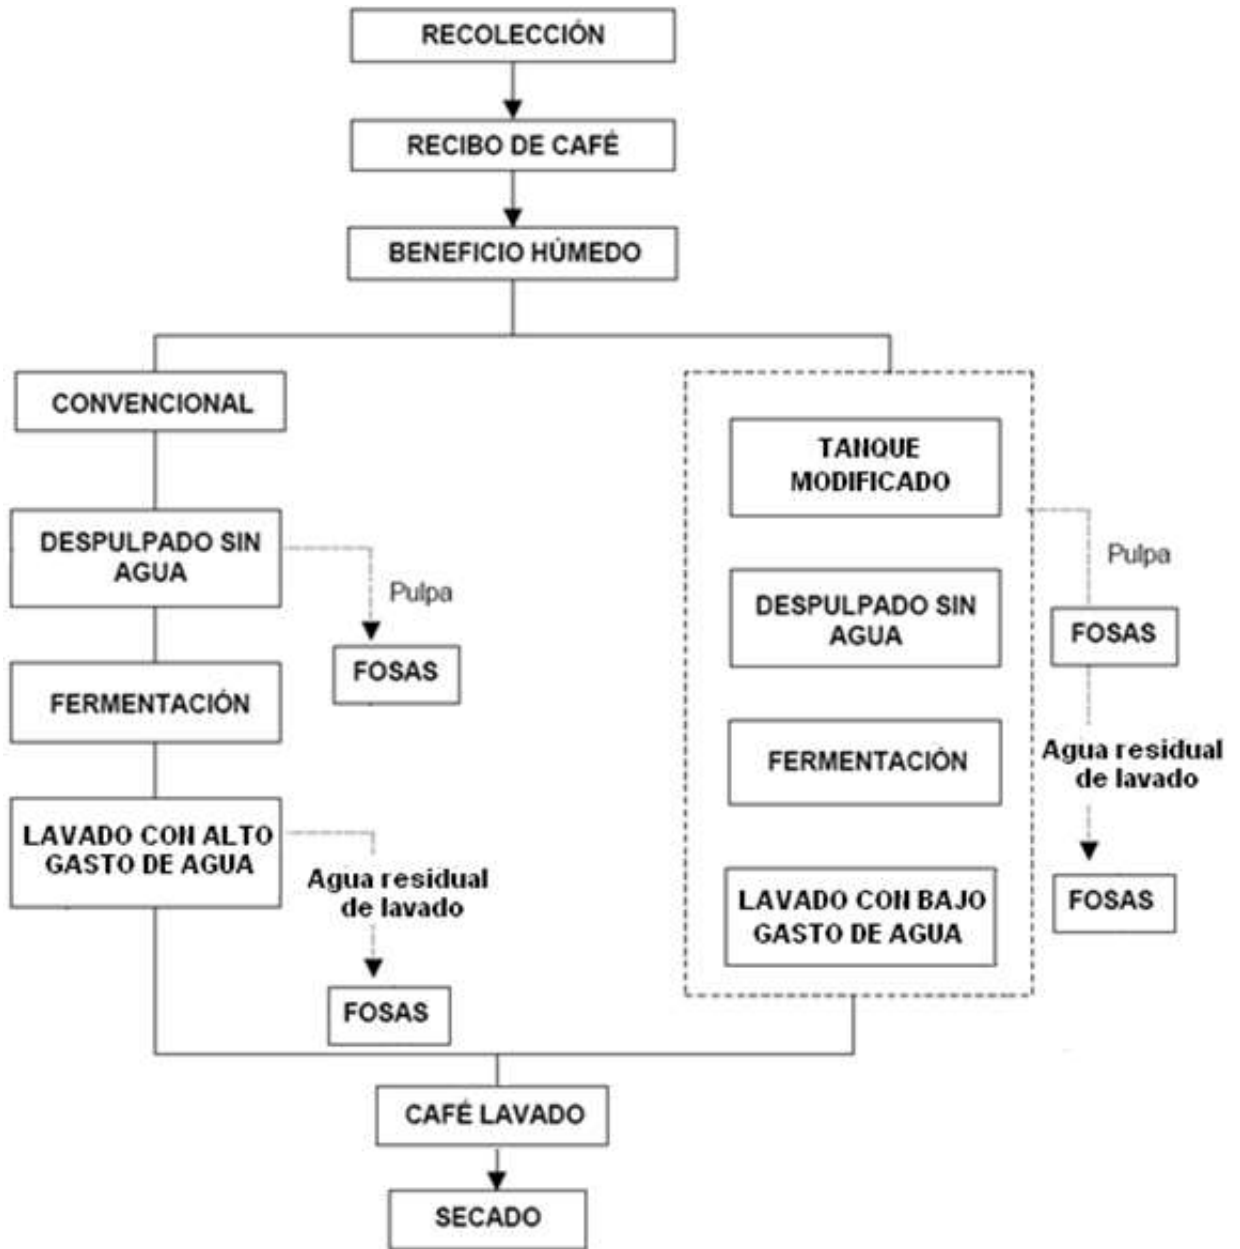 RECOLECCIÓN
RECIBO DE CAFÉ
BENEFICIO HÚMEDO
CONVENCIONAL
DESPULPADO SIN
AGUA
Pulpa
FOSAS
FERMENTACIÓN
LAVADO CON ALTO
GASTO DE AGUA
Agua residual
de lavado
FOSAS
TANQUE
MODIFICADO
Pulpa
DESPULPADO SIN
AGUA
FOSAS
FERMENTACIÓN
Agua residual
de lavado
LAVADO CON BAJO
GASTO DE AGUA
FOSAS
CAFÉ LAVADO
SECADO